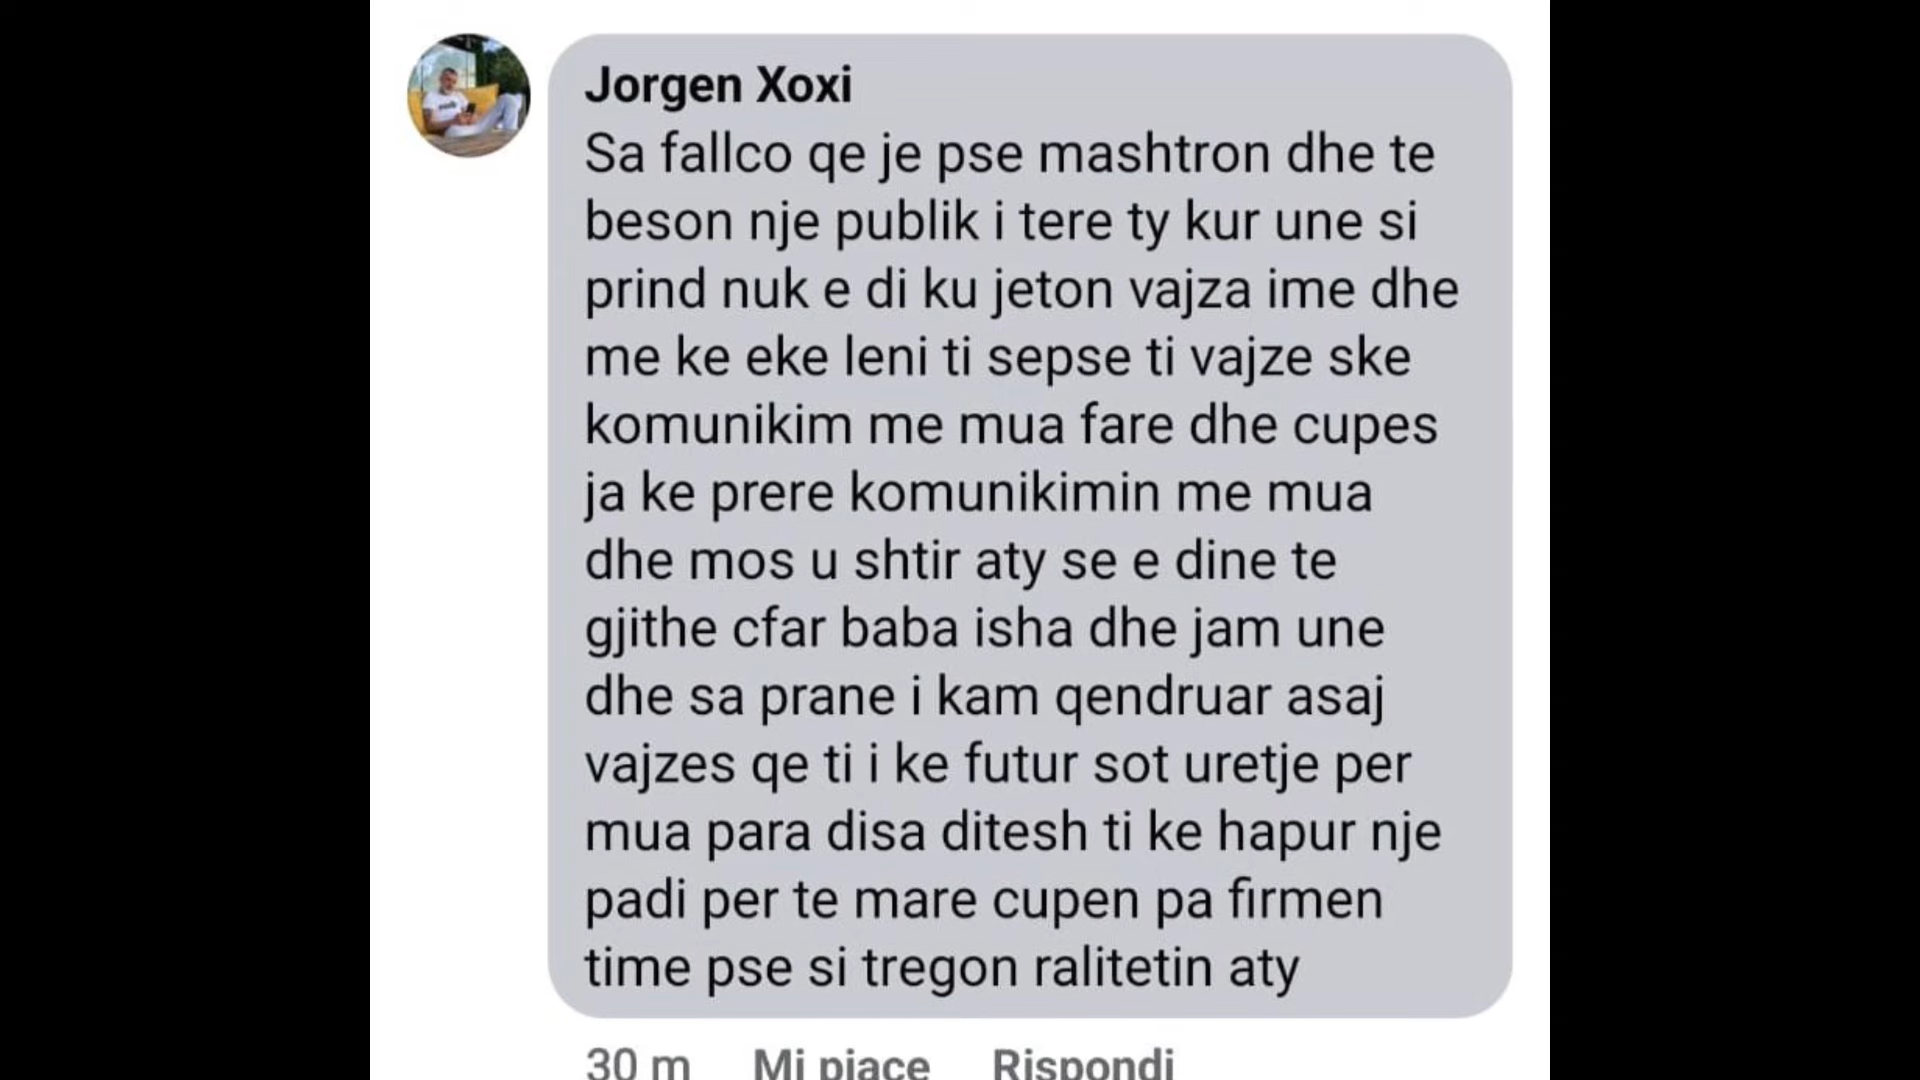 Jorgen Xoxi
Sa fallco qe je pse mashtron dhe te
beson nje publik i tere ty kur une si
prind nuk e di ku jeton vajza ime dhe
me ke eke leni ti sepse ti vajze ske
komunikim me mua fare dhe cupes
ja ke prere komunikimin me mua
dhe mos u shtir aty se e dine te
gjithe cfar baba isha dhe jam une
dhe sa prane i kam qendruar asaj
vajzes qe ti i ke futur sot uretje per
mua para disa ditesh ti ke hapur nje
padi per te mare cupen pa firmen
time pse si tregon ralitetin aty
30 m Mi piace Rispondi